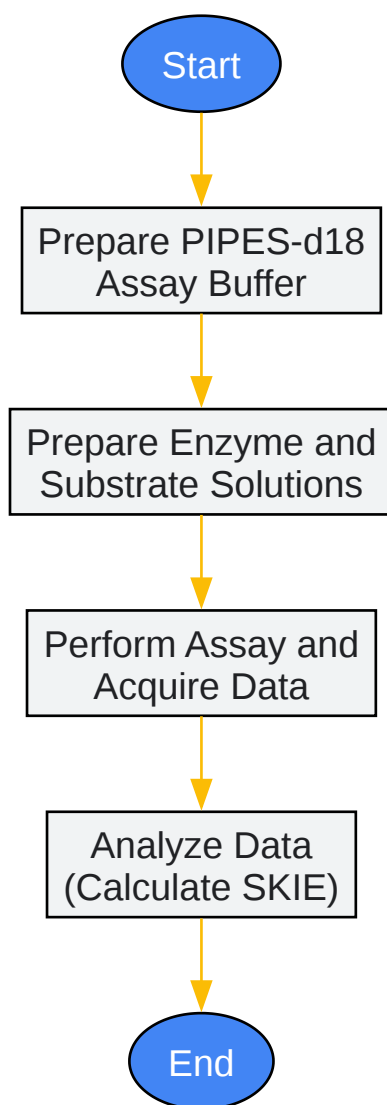 Start
Prepare PIPES-d18
Assay Buffer
Prepare Enzyme and
Substrate Solutions
Perform Assay and
Acquire Data
Analyze Data
(Calculate SKIE)
End